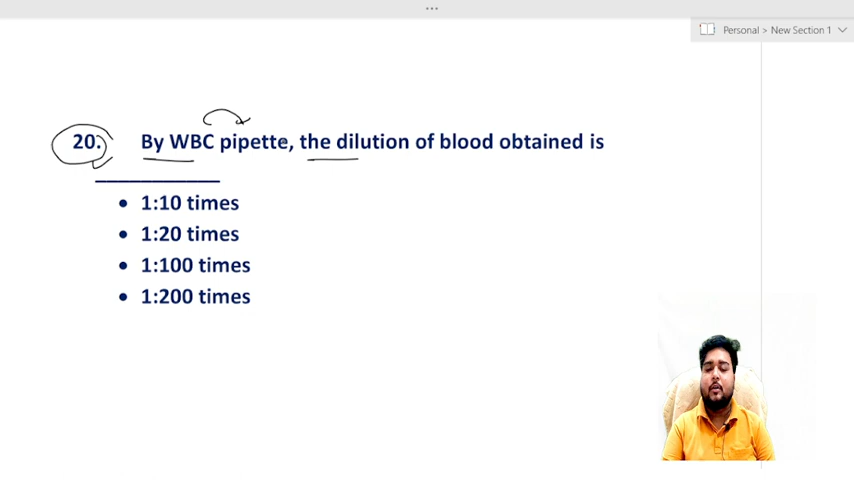 Personal > New Section 1
20. By WBC pipette, the dilution of blood obtained is
____________
• 1:10 times
• 1:20 times
• 1:100 times
• 1:200 times